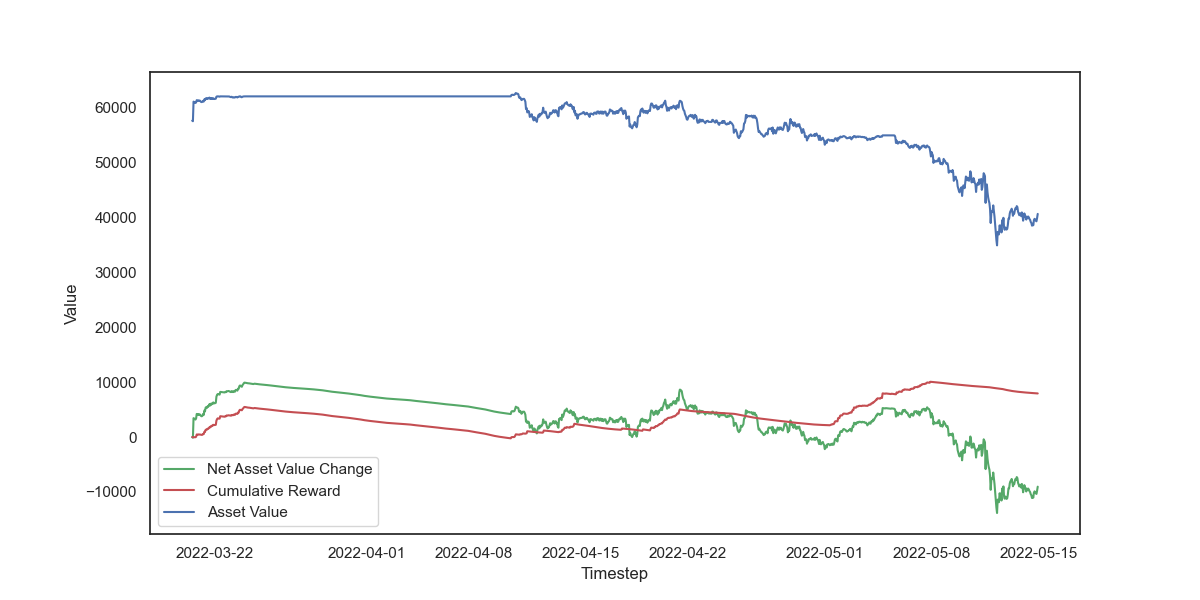 60000
50000
40000
30000
20000
10000
0
−10000
Value
Net Asset Value Change
Cumulative Reward
Asset Value
2022-03-22 2022-04-01 2022-04-08 2022-04-15 2022-04-22 2022-05-01 2022-05-08 2022-05-15
Timestep